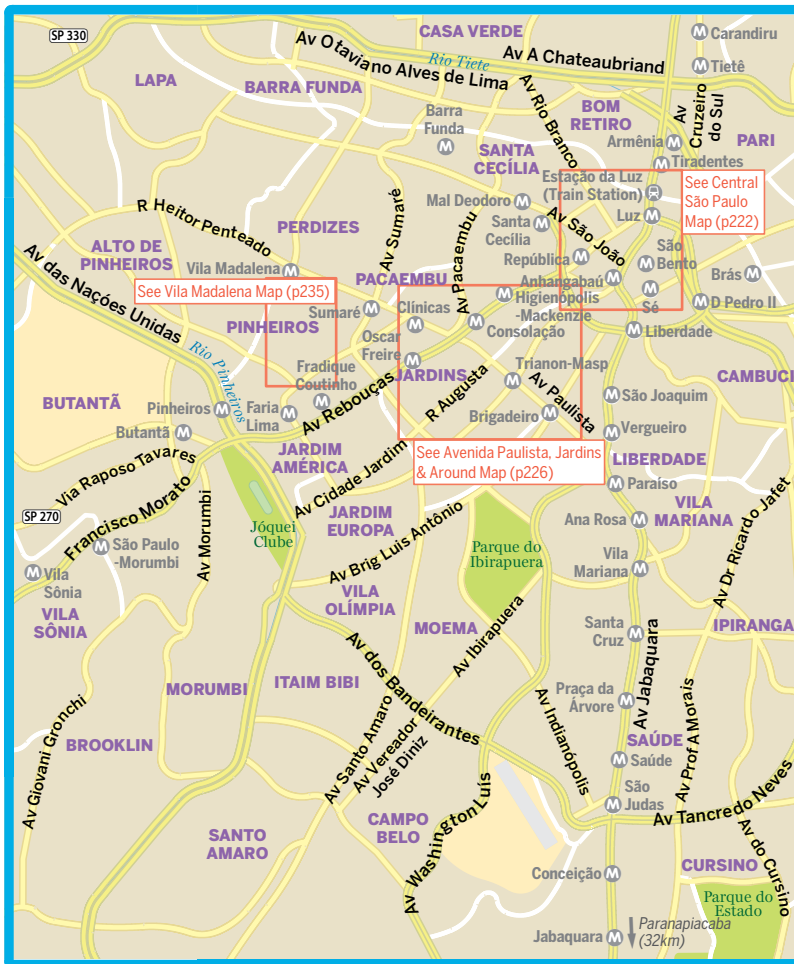 CASA VERDE
SP 330
Av Otaviano Alves de Lima
Rio Tiete
Av A Chateaubriand
Carandiru
Tietê
LAPA
BARRA FUNDA
Av Rio Branco
BOM
RETIRO
Av
Cruzeiro
do Sul
PARI
Barra
Funda
SANTA
CECÍLIA
Armênia
Tiradentes
Estação da Luz
(Train Station)
See Central
São Paulo
Map (p222)
Mal Deodoro
Luz
R Heitor Penteado
PERDIZES
Av Sumaré
Av Pacaembu
Santa
Cecília
Av São João
República
São
Bento
ALTO DE
PINHEIROS
Vila Madalena
PACAEMBU
Anhangabaú
Brás
Av das Naçóes Unidas
See Vila Madalena Map (p235)
Sumaré
Clínicas
Higienópolis
-Mackenzie
Sé
D Pedro II
PINHEIROS
Oscar
Freire
Consolação
Liberdade
Rio Pinheiros
Fradique
Coutinho
JARDINS
Trianon-Masp
CAMBUCI
BUTANTÃ
Pinheiros
Faria
Lima
Av Rebouças
R Augusta
Av Paulista
São Joaquim
Butantã
Brigadeiro
Vergueiro
Via Raposo Tavares
JARDIM
AMÉRICA
See Avenida Paulista, Jardins
& Around Map (p226)
LIBERDADE
Av Cidade Jardim
Paraíso
SP 270
Francisco Morato
Av Morumbi
Jóquei
Clube
JARDIM
EUROPA
Av Brig Luis Antônio
Parque do
Ibirapuera
Ana Rosa
VILA
MARIANA
Av Dr Ricardo Jafet
São Paulo
-Morumbi
Vila
Sônia
Vila
Mariana
VILA
SÔNIA
VILA
OLÍMPIA
MOEMA
Av Ibirapuera
Santa
Cruz
IPIRANGA
Av dos Bandeirantes
MORUMBI
ITAIM BIBI
Praça da
Árvore
Av Jabaquara
Av Giovani Gronchi
BROOKLIN
Av Santo Amaro
Av Vereador
José Diniz
Av Indianópolis
SAÚDE
Av Prof A Morais
Saúde
São
Judas
Av Washington Luís
Av Tancredo Neves
SANTO
AMARO
CAMPO
BELO
Av do Cursino
Conceição
CURSINO
Parque do
Estado
Jabaquara
Paranapiacaba
(32km)